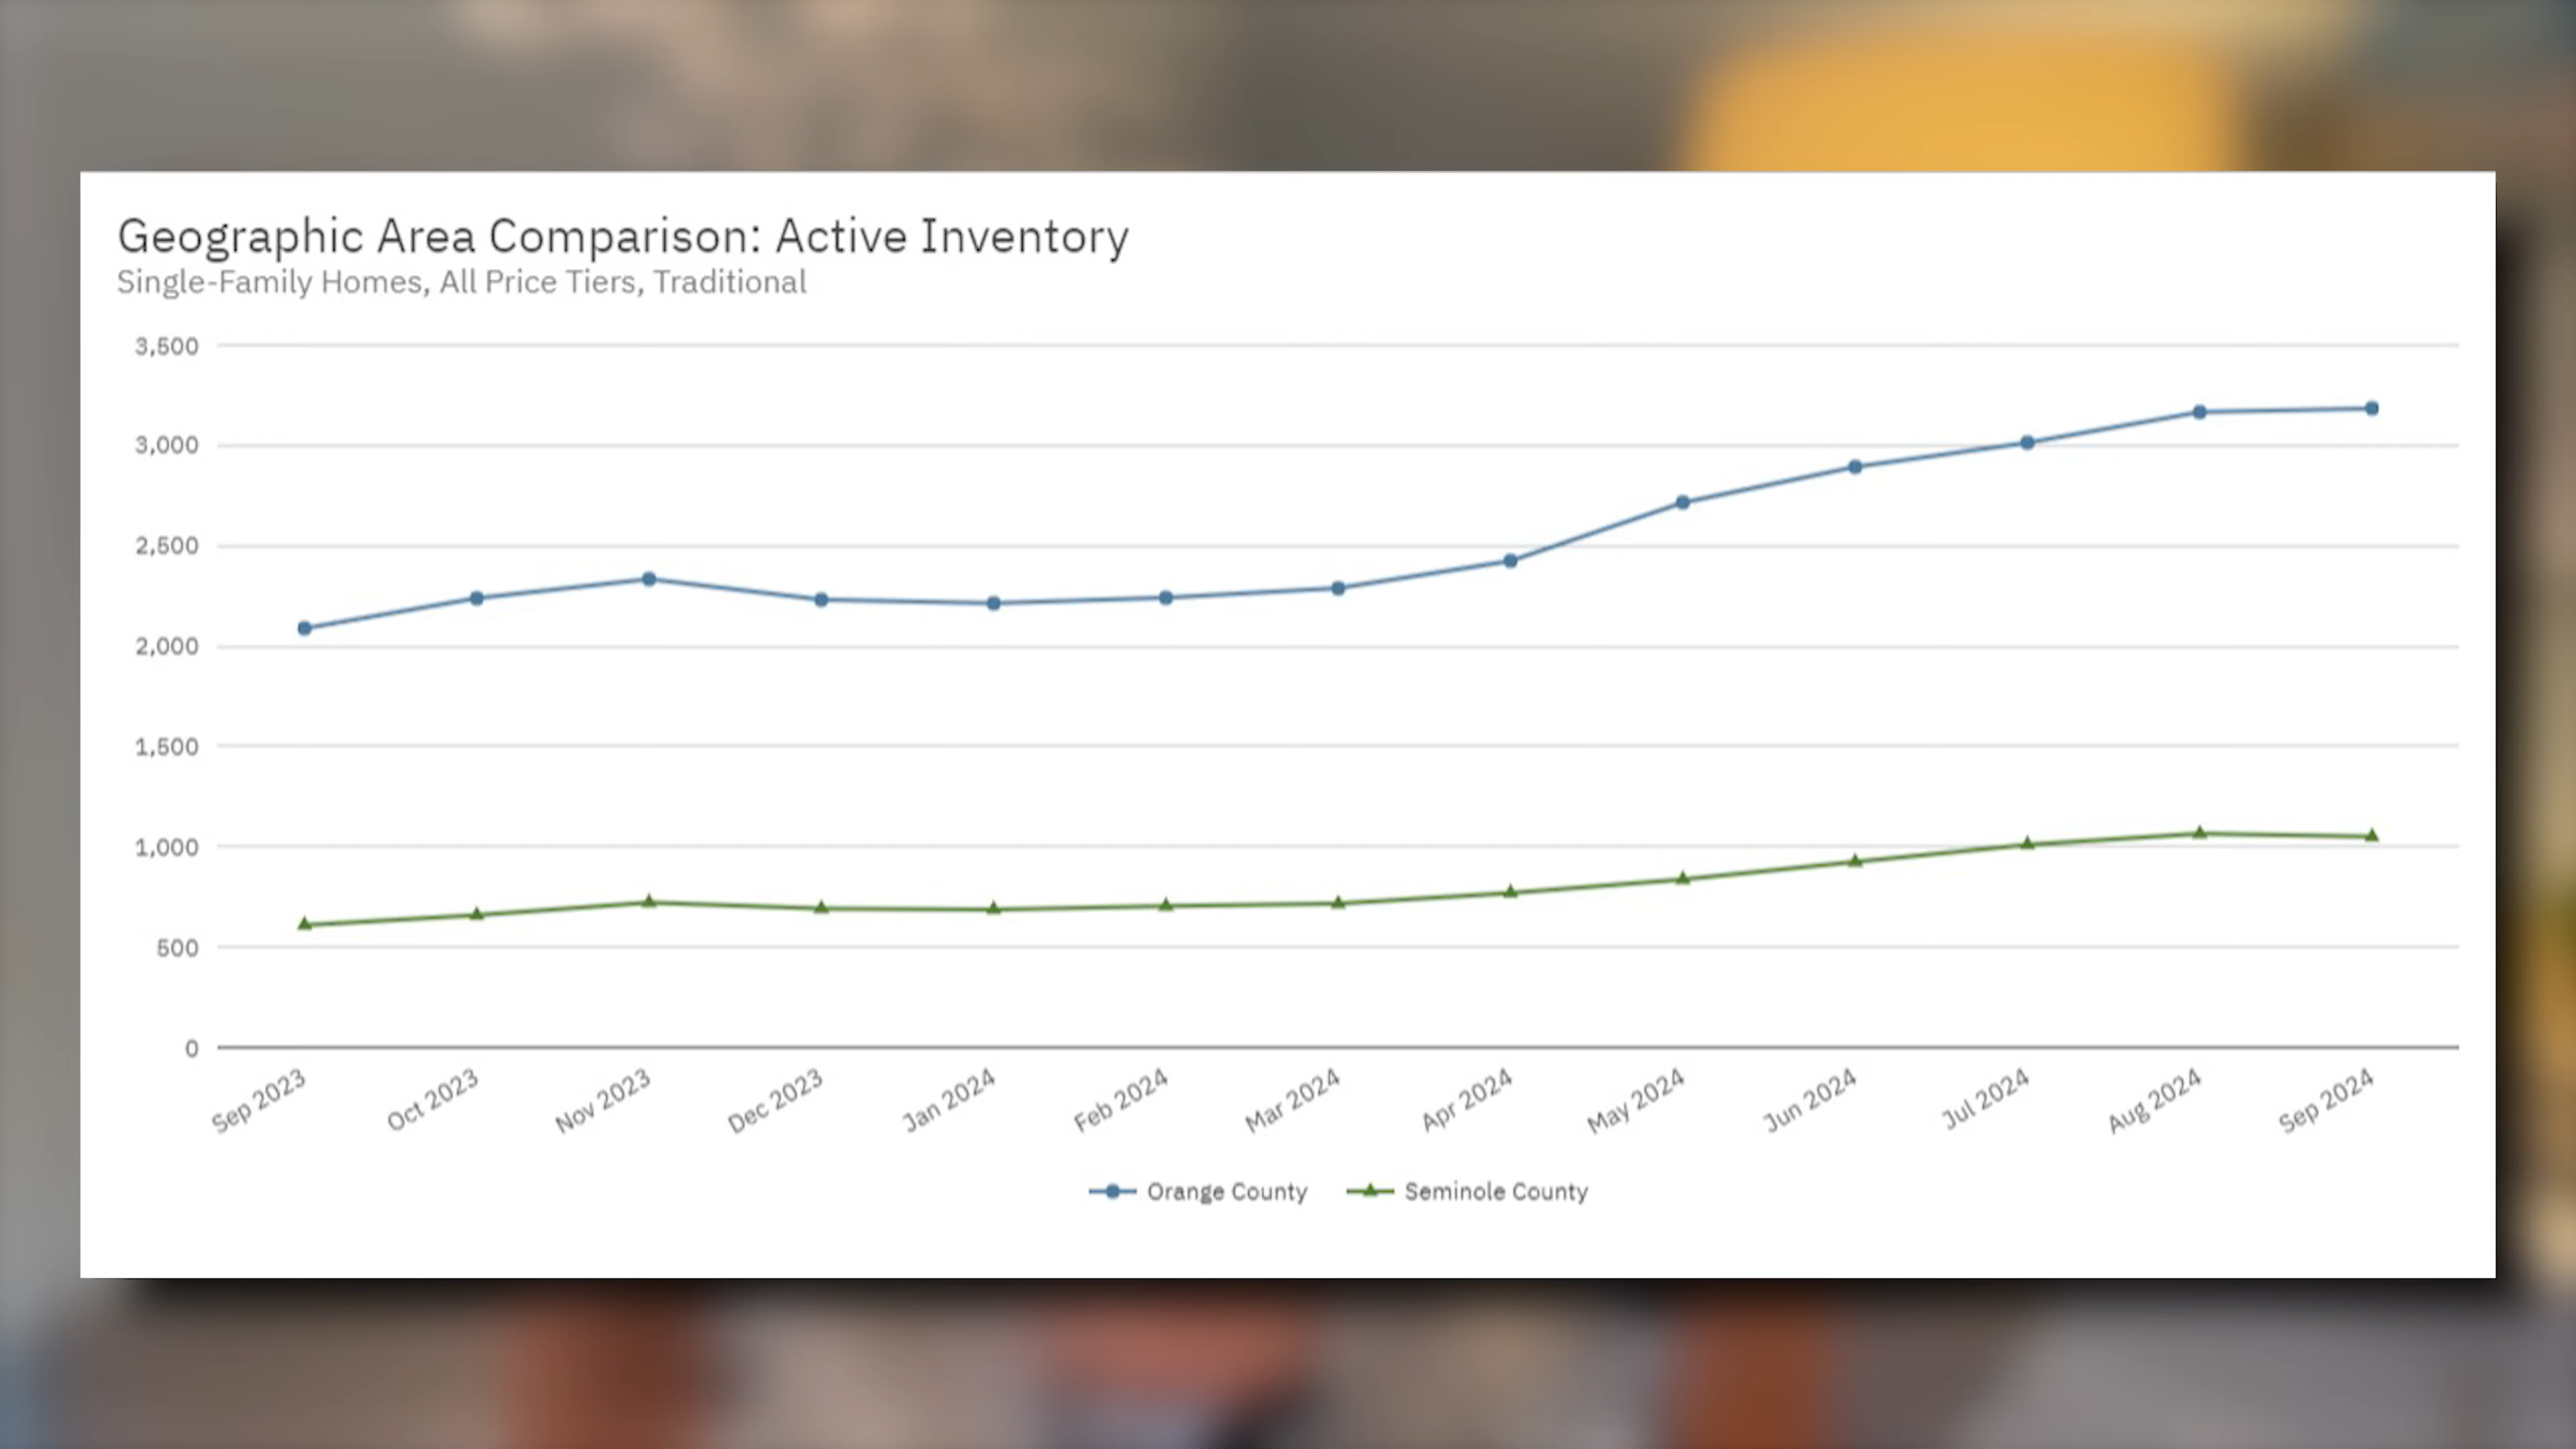 Geographic Area Comparison: Active Inventory
Single-Family Homes, All Price Tiers, Traditional
3,500
3,000
2,500
2,000
1,500
1,000
500
0
Sep 2023
Oct 2023
Nov 2023
Dec 2023
Jan 2024
Feb 2024
Mar 2024
Apr 2024
May 2024
Jun 2024
Jul 2024
Aug 2024
Sep 2024
Orange County
Seminole County